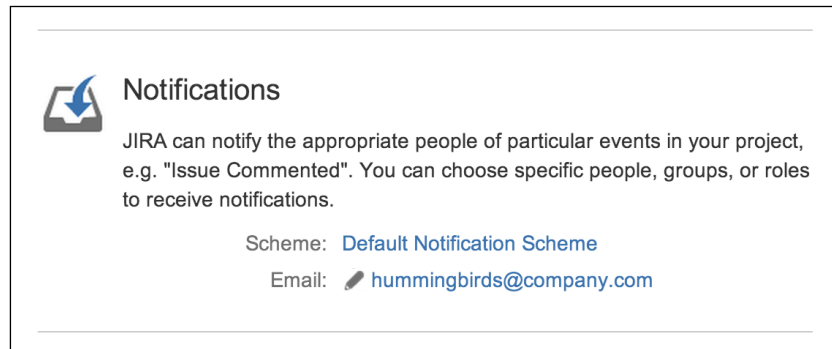 Notifications
JIRA can notify the appropriate people of particular events in your project,
e.g. "Issue Commented". You can choose specific people, groups, or roles
to receive notifications.
Scheme: Default Notification Scheme
Email: hummingbirds@company.com